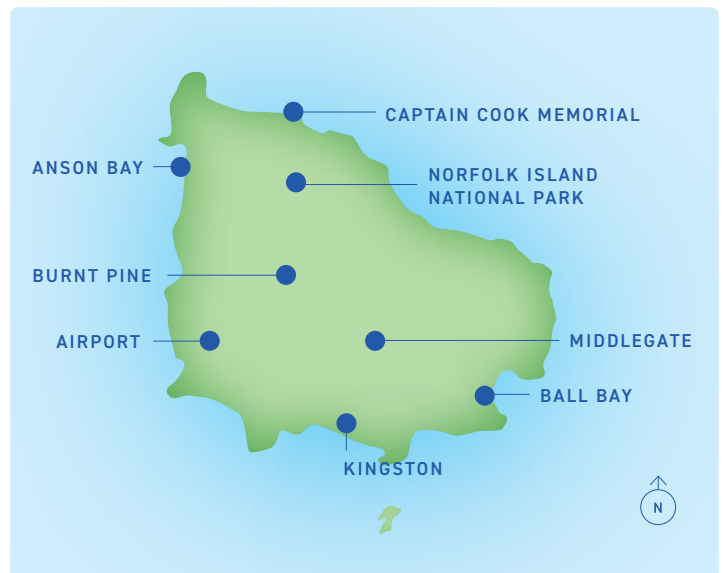 CAPTAIN COOK MEMORIAL
ANSON BAY
NORFOLK ISLAND
NATIONAL PARK
BURNT PINE
AIRPORT
MIDDLEGATE
BALL BAY
KINGSTON
N